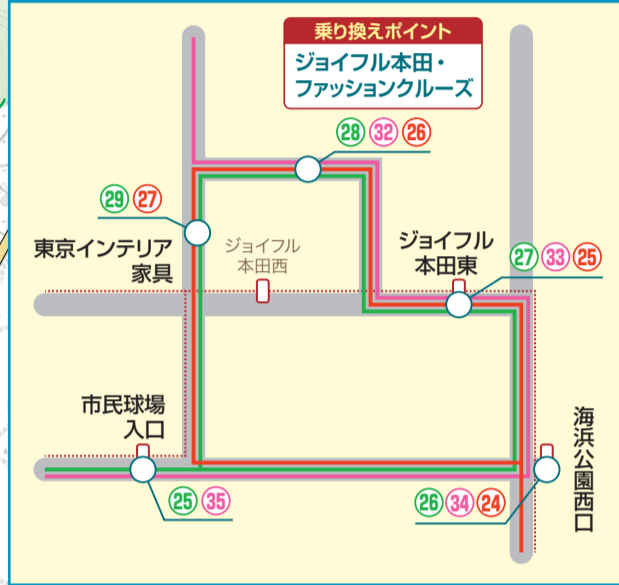 乗り換えポイント
ジョイフル本田・
ファッションクルーズ
28 32 26
29 27
東京インテリア
家具
ジョイフル
本田西
ジョイフル
本田東
27 33 25
市民球場
入口
25 35
26 34 24
海浜公園西口